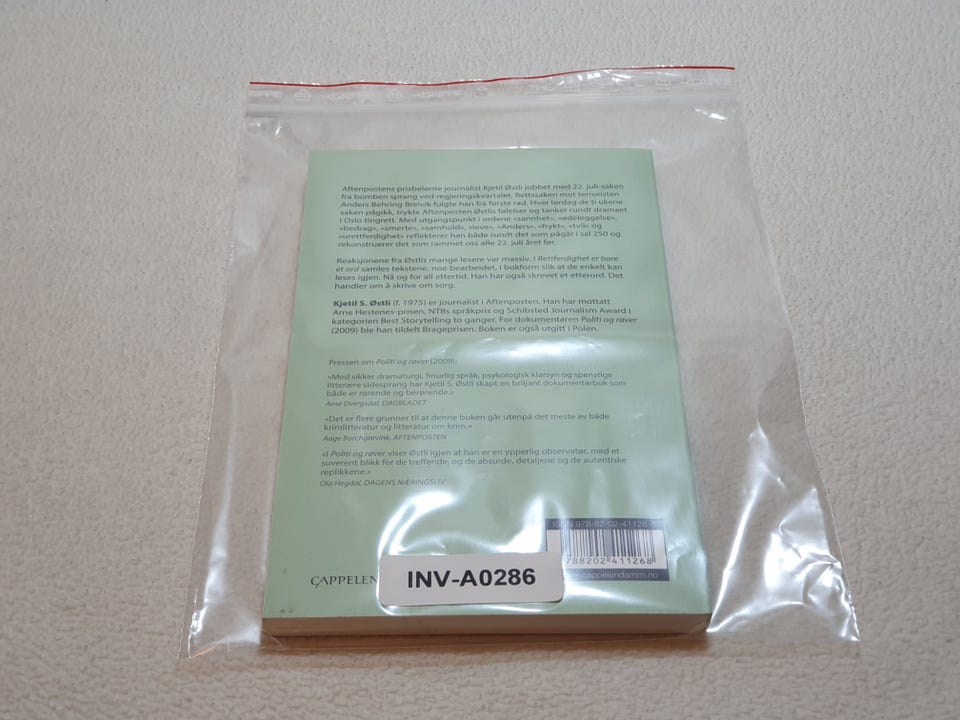 Aftenpostens prisbelønte journalist Kjetil Østli jobbet med 22. juli-saken
fra bomben sprang ved regjeringskvartalet. Rettssaken mot terroristen
Anders Behring Breivik fulgte han fra første rad. Hver lørdag de ti ukene
saken pågikk, trykte Aftenposten Østlis følelser og tanker rundt dramaet
i Oslo tingrett. Med utgangspunkt i ordene «sannhet», «ødeleggelse»,
«bedrag», «smerte», «samhold», «leve», «Anders», «frykt», «tvil» og
«urettferdighet» reflekterer han både rundt det som pågår i sal 250 og
rekonstruerer det som rammet oss alle 22. juli året før.
Reaksjonene fra Østlis mange lesere var massiv. I Rettferdighet er bare
et ord samles tekstene, noe bearbeidet, i bokform slik at de enkelt kan
leses igjen. Nå og for all ettertid. Han har også skrevet et etterord. Det
handler om å skrive om sorg.
Kjetil S. Østli (f. 1975) er journalist i Aftenposten. Han har mottatt
Arne Hestenes-prisen, NTBs språkpris og Schibsted Journalism Award i
kategorien Best Storytelling to ganger. For dokumentaren Politi og røver
(2009) ble han tildelt Brageprisen. Boken er også utgitt i Polen.
Pressen om Politi og røver (2009):
«Med sikker dramaturgi, finurlig språk, psykologisk klarsyn og spenstige
litterære sidesprang har Kjetil S. Østli skapt en briljant dokumentarbok som
både er rørende og berørende.»
Arne Dvergsdal, DAGBLADET
«Det er flere grunner til at denne boken går utenpå det meste av både
krimlitteratur og litteratur om krim.»
Aage Borchgrevink, AFTENPOSTEN
«I Politi og røver viser Østli igjen at han er en ypperlig observatør, med et
suverent blikk for de treffende, og de absurde, detaljene og de autentiske
replikkene.»
Ola Hegdal, DAGENS NÆRINGSLIV
ISBN 978-82-02-41126-8
788202 411268
www.cappelendamm.no
CAPPELEN
INV-A0286